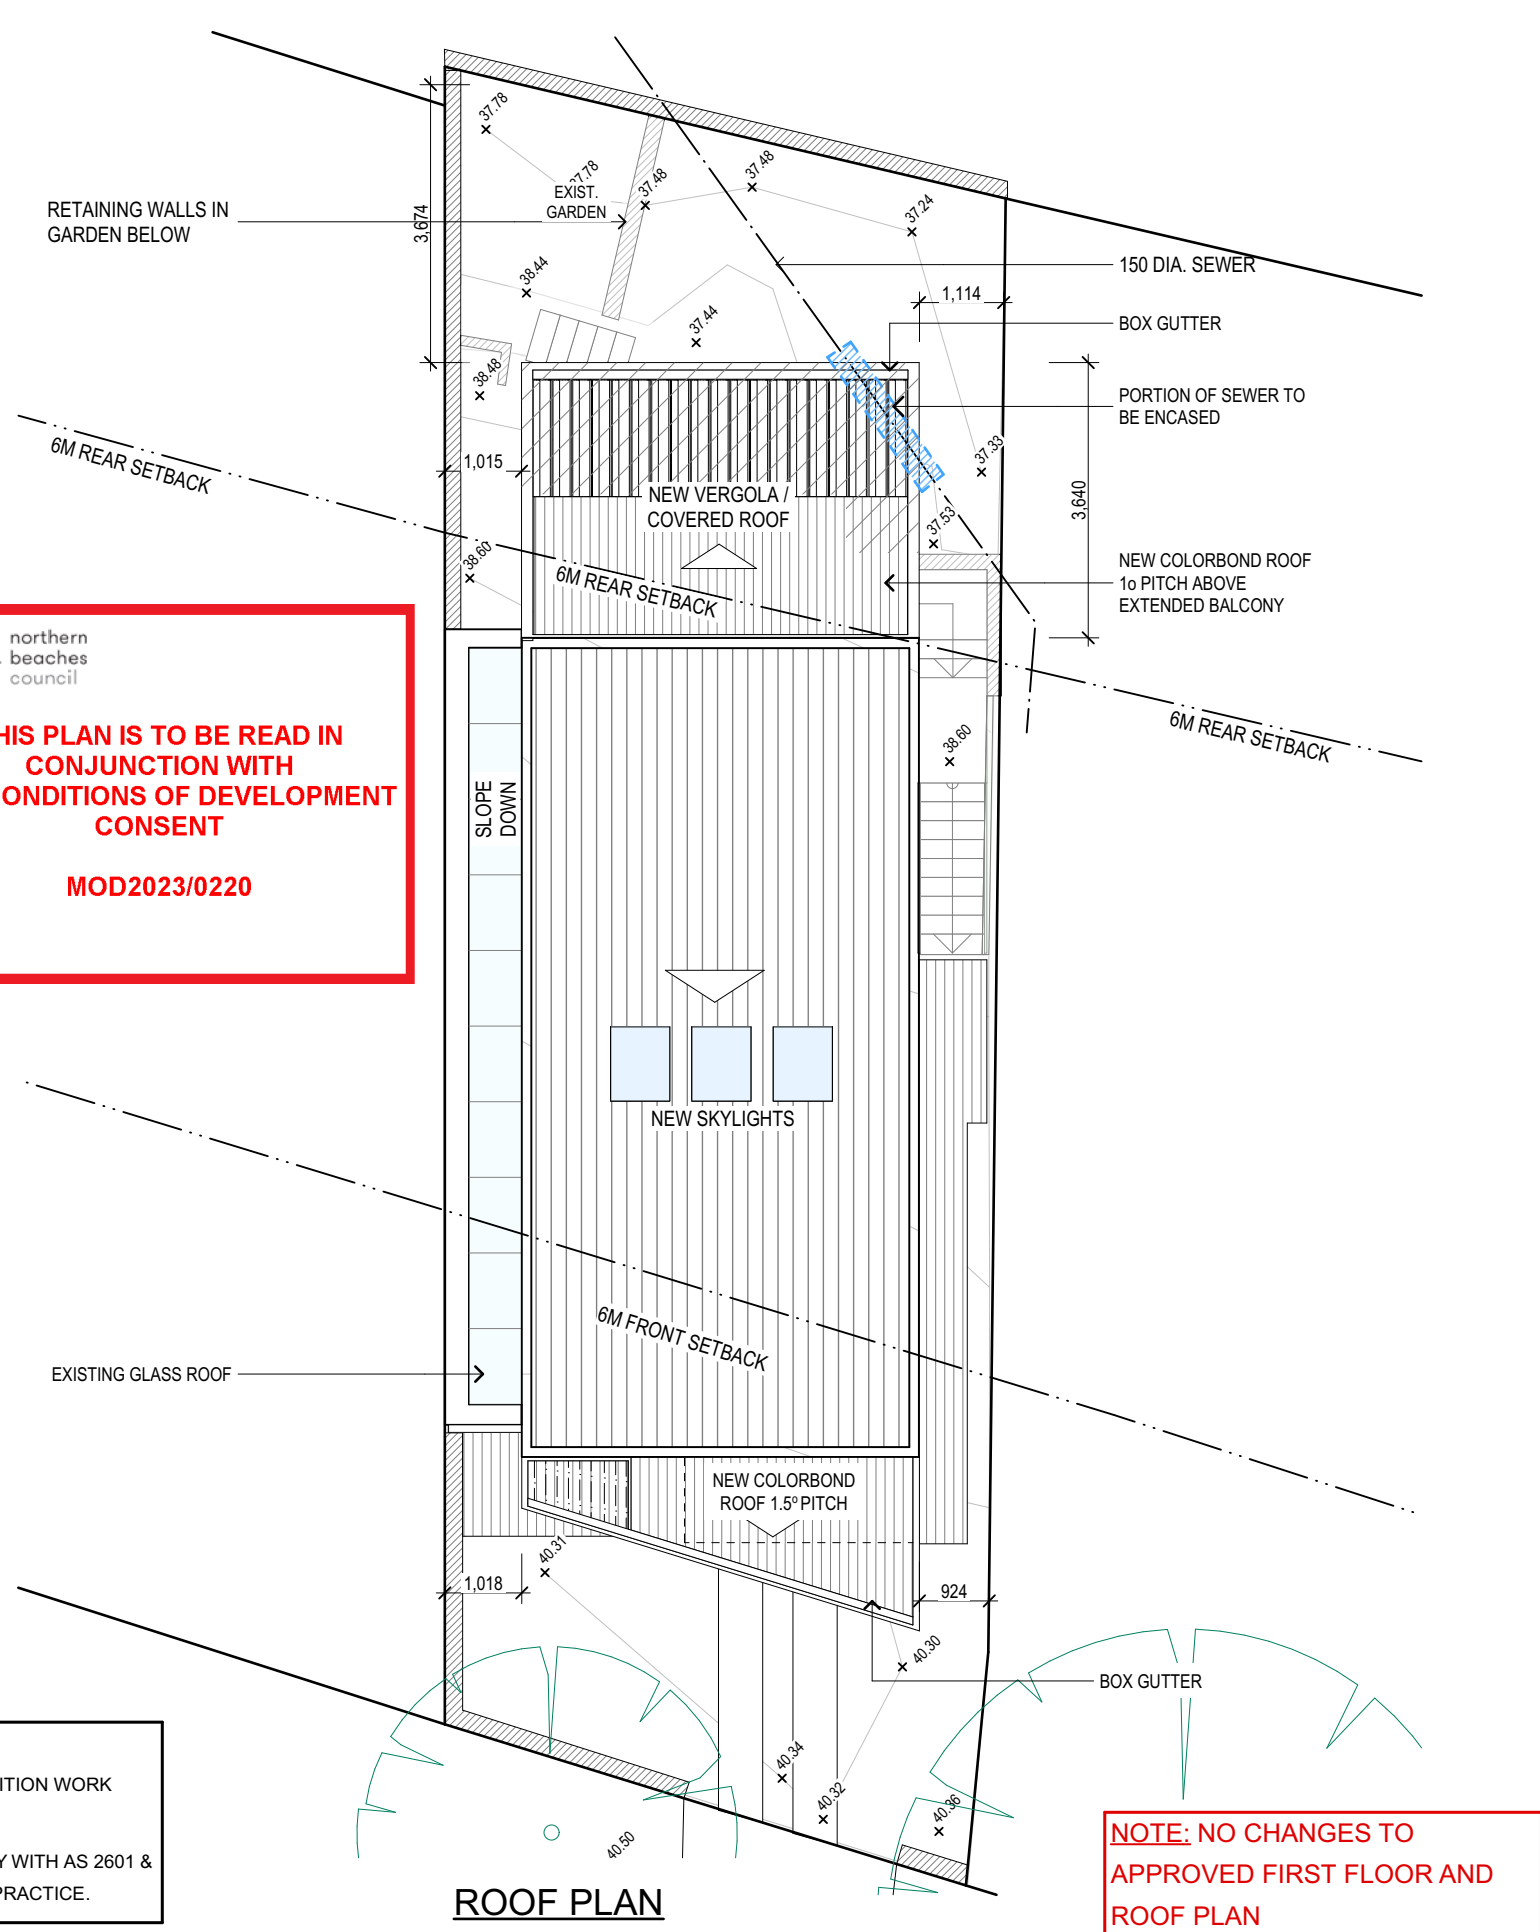 37.78
37.78
EXIST.
GARDEN
37.48
37.48
37.24
RETAINING WALLS IN
GARDEN BELOW
3,674
38.44
37.44
150 DIA. SEWER
1,114
BOX GUTTER
38.48
PORTION OF SEWER TO
BE ENCASED
6M REAR SETBACK
1,015
37.33
NEW VERGOLA /
COVERED ROOF
3,640
37.53
38.60
6M REAR SETBACK
NEW COLORBOND ROOF
1o PITCH ABOVE
EXTENDED BALCONY
northern
beaches
council
HIS PLAN IS TO BE READ IN
CONJUNCTION WITH
ONDITIONS OF DEVELOPMENT
CONSENT
MOD2023/0220
6M REAR SETBACK
38.60
SLOPE
DOWN
NEW SKYLIGHTS
6M FRONT SETBACK
EXISTING GLASS ROOF
NEW COLORBOND
ROOF 1.5º PITCH
40.31
1,018
924
40.30
BOX GUTTER
40.34
40.32
40.36
40.50
ITION WORK
Y WITH AS 2601 &
PRACTICE.
ROOF PLAN
NOTE: NO CHANGES TO
APPROVED FIRST FLOOR AND
ROOF PLAN